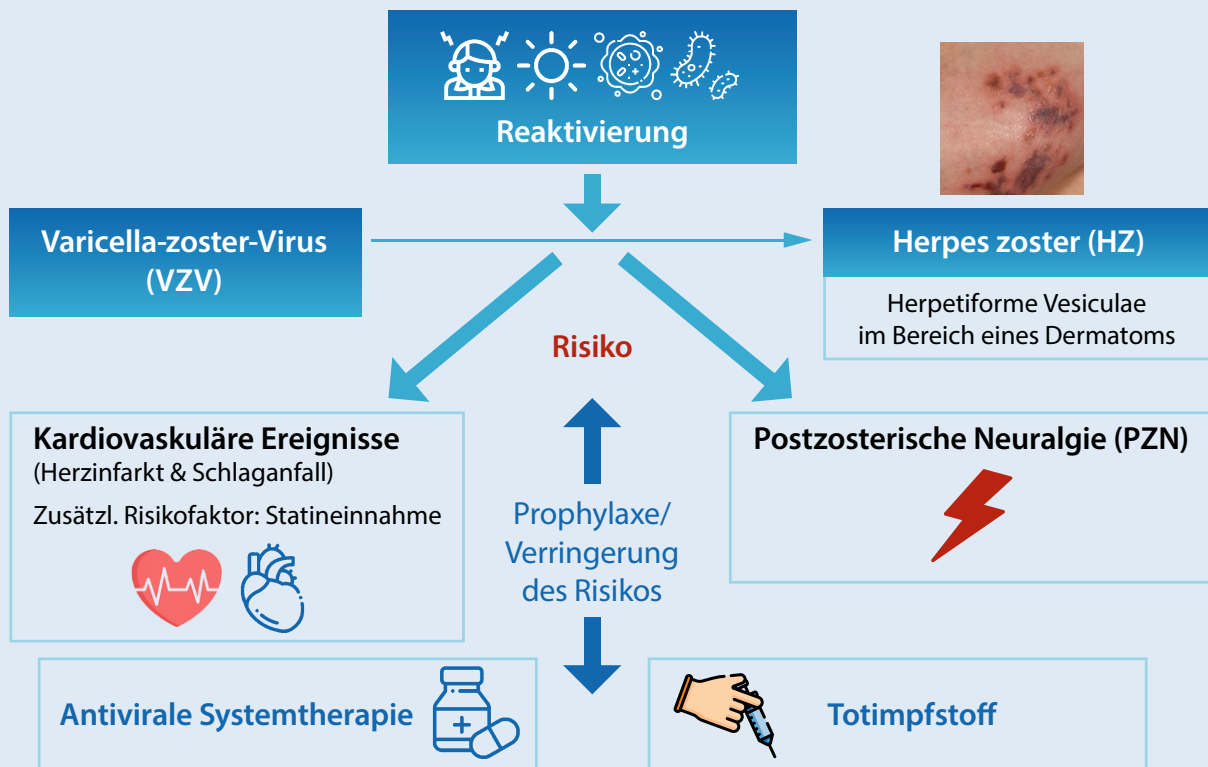 Reaktivierung
Varicella-zoster-Virus
(VZV)
Herpes zoster (HZ)
Herpetiforme Vesiculae
im Bereich eines Dermatoms
Risiko
Kardiovaskuläre Ereignisse
(Herzinfarkt & Schlaganfall)
Zusätzl. Risikofaktor: Statineinnahme
Postzosterische Neuralgie (PZN)
Prophylaxe/
Verringerung
des Risikos
Antivirale Systemtherapie
Totimpfstoff